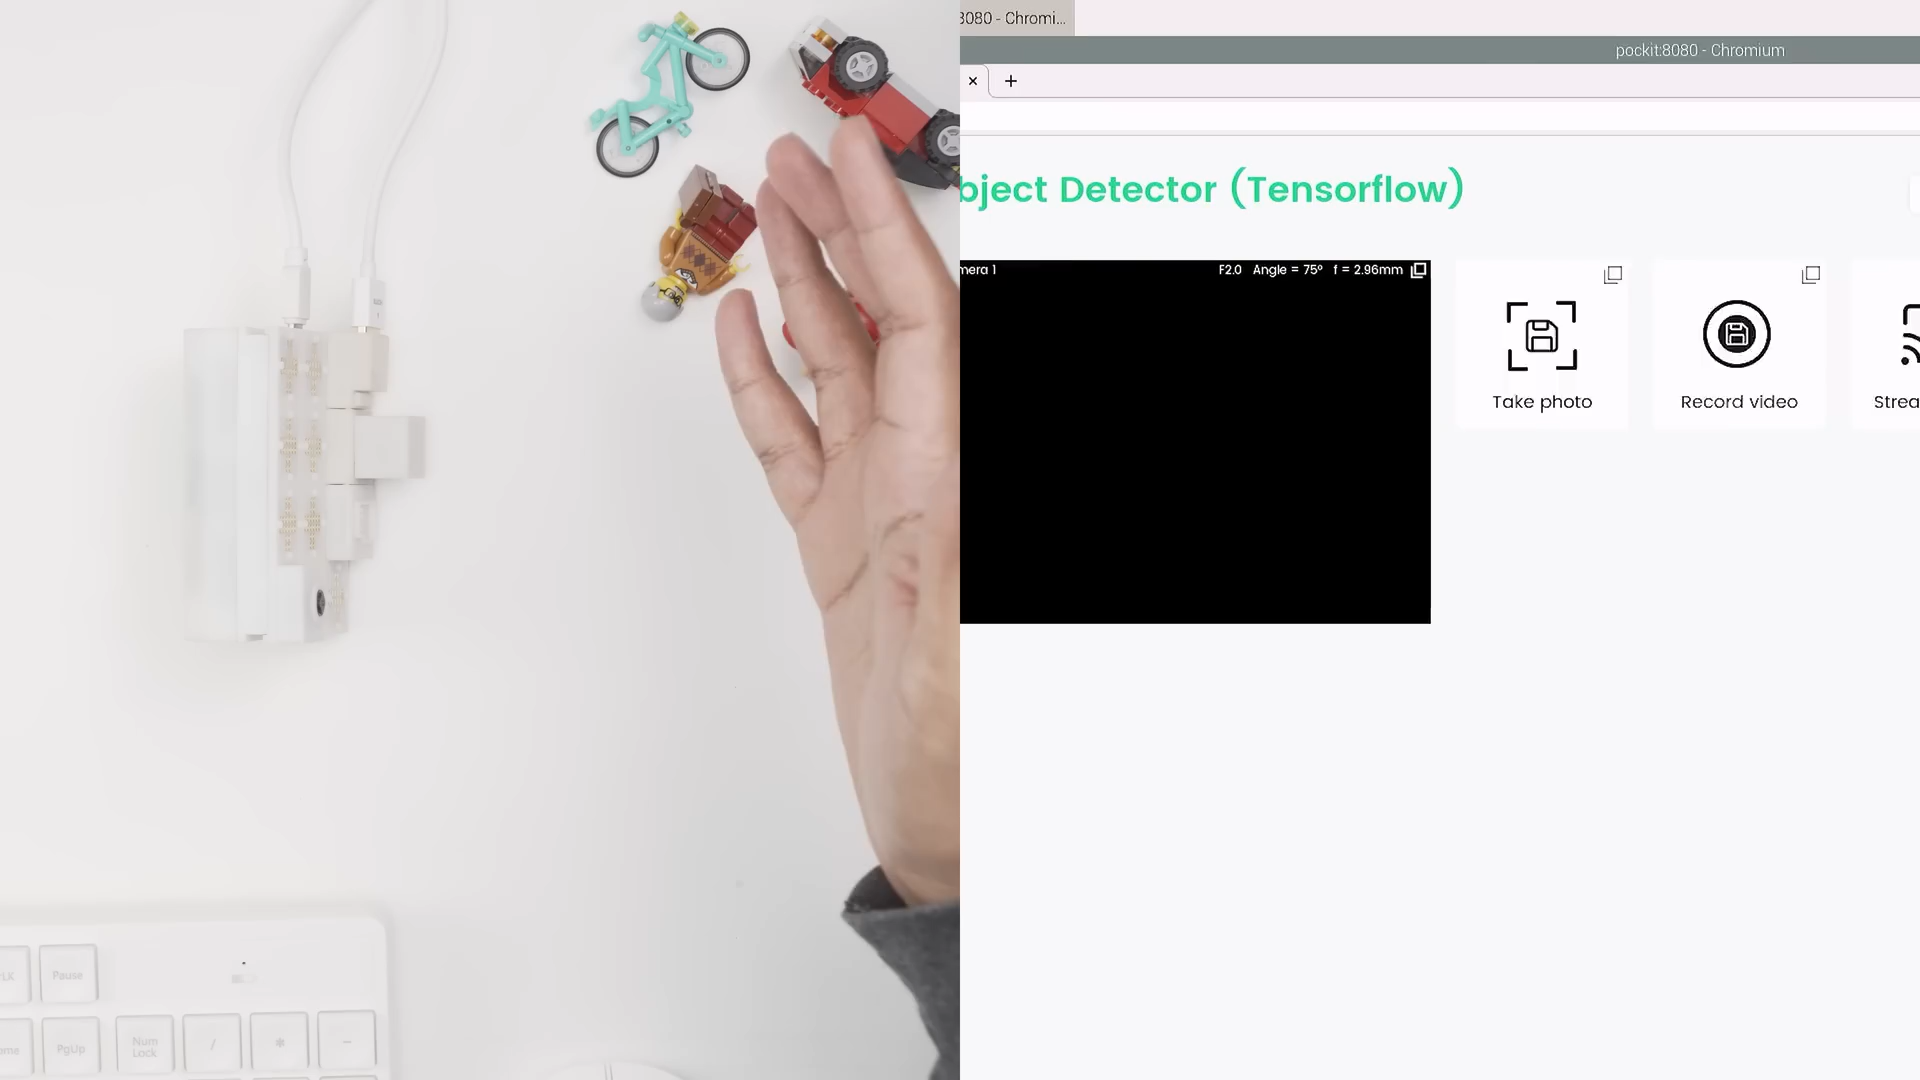 8080 - Chromi...
pockit:8080 - Chromium
bject Detector (Tensorflow)
mera 1
F2.0 Angle = 75° f = 2.96mm
Take photo
Record video
Strea
Pause
PgUp
Num
Lock
/
*
-